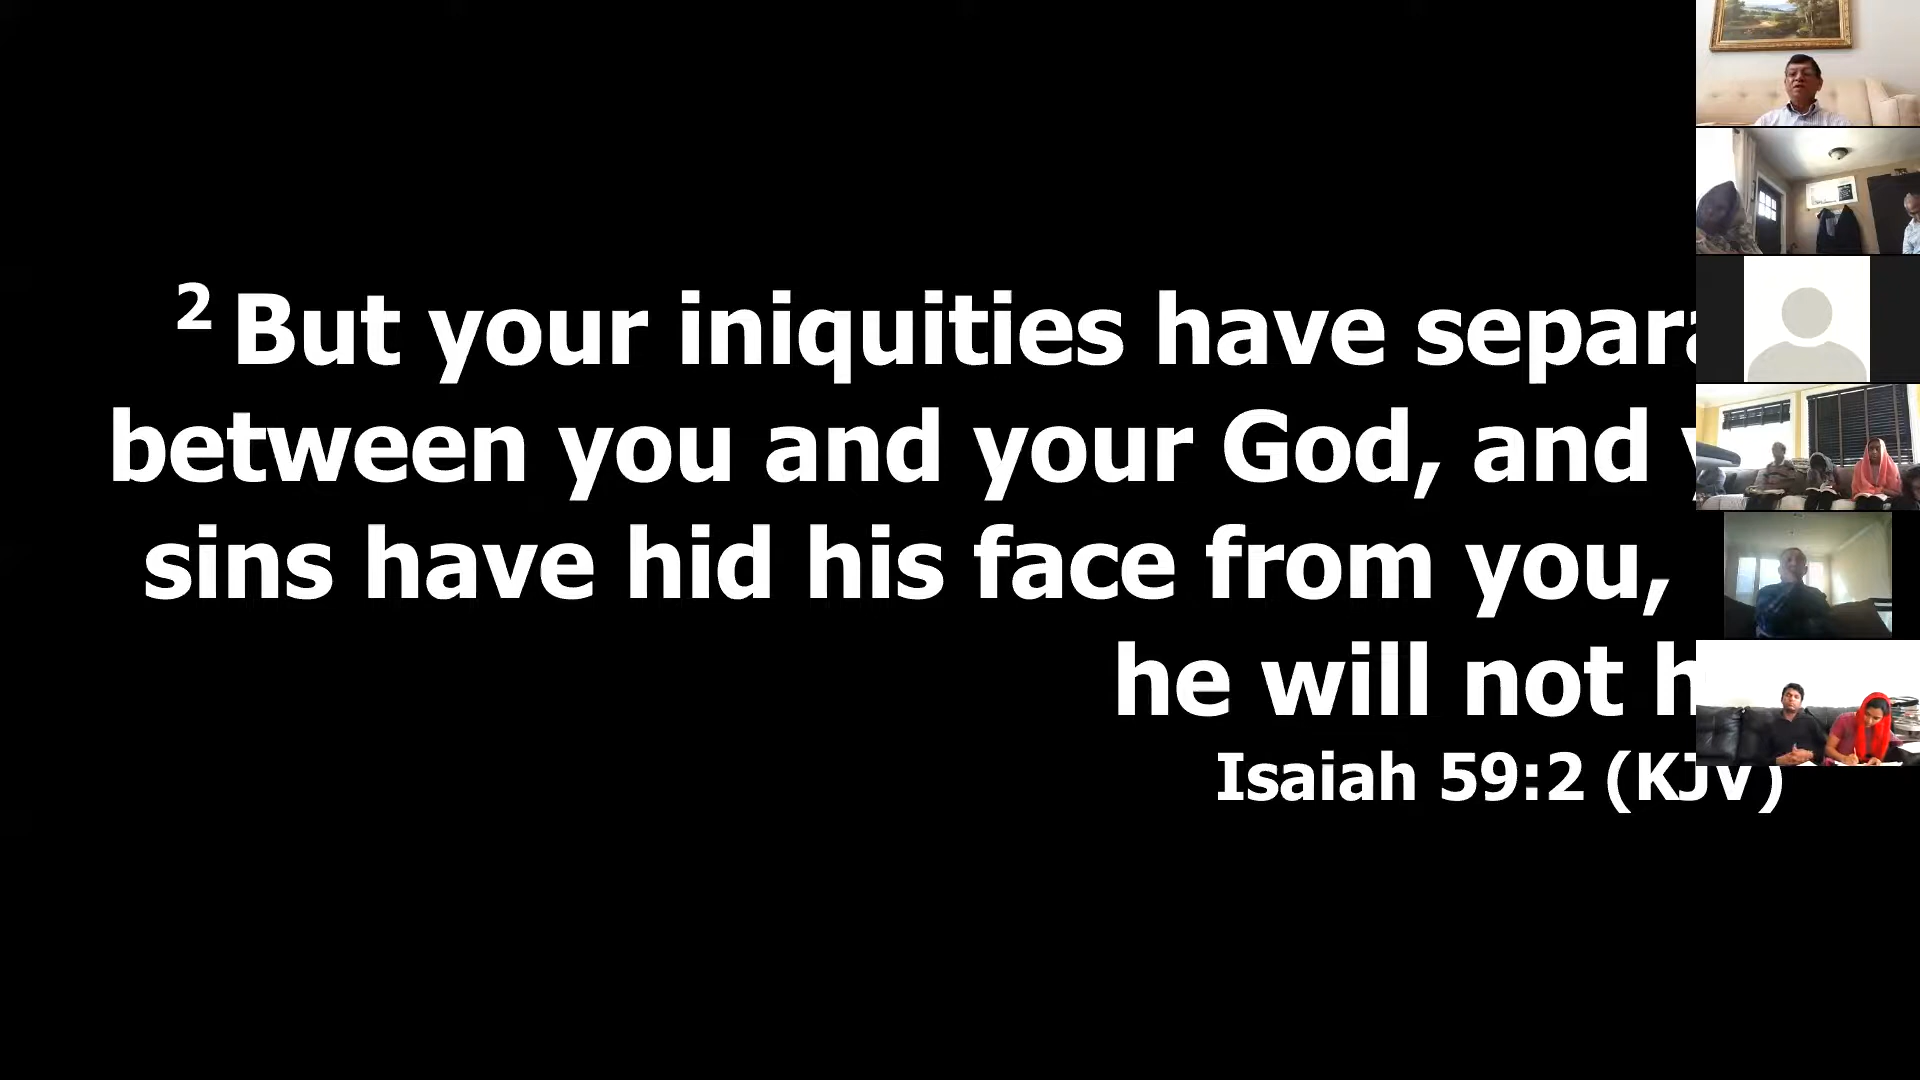 2 But your iniquities have separa
between you and your God, and y
sins have hid his face from you,
he will not h
Isaiah 59:2 (KJV)